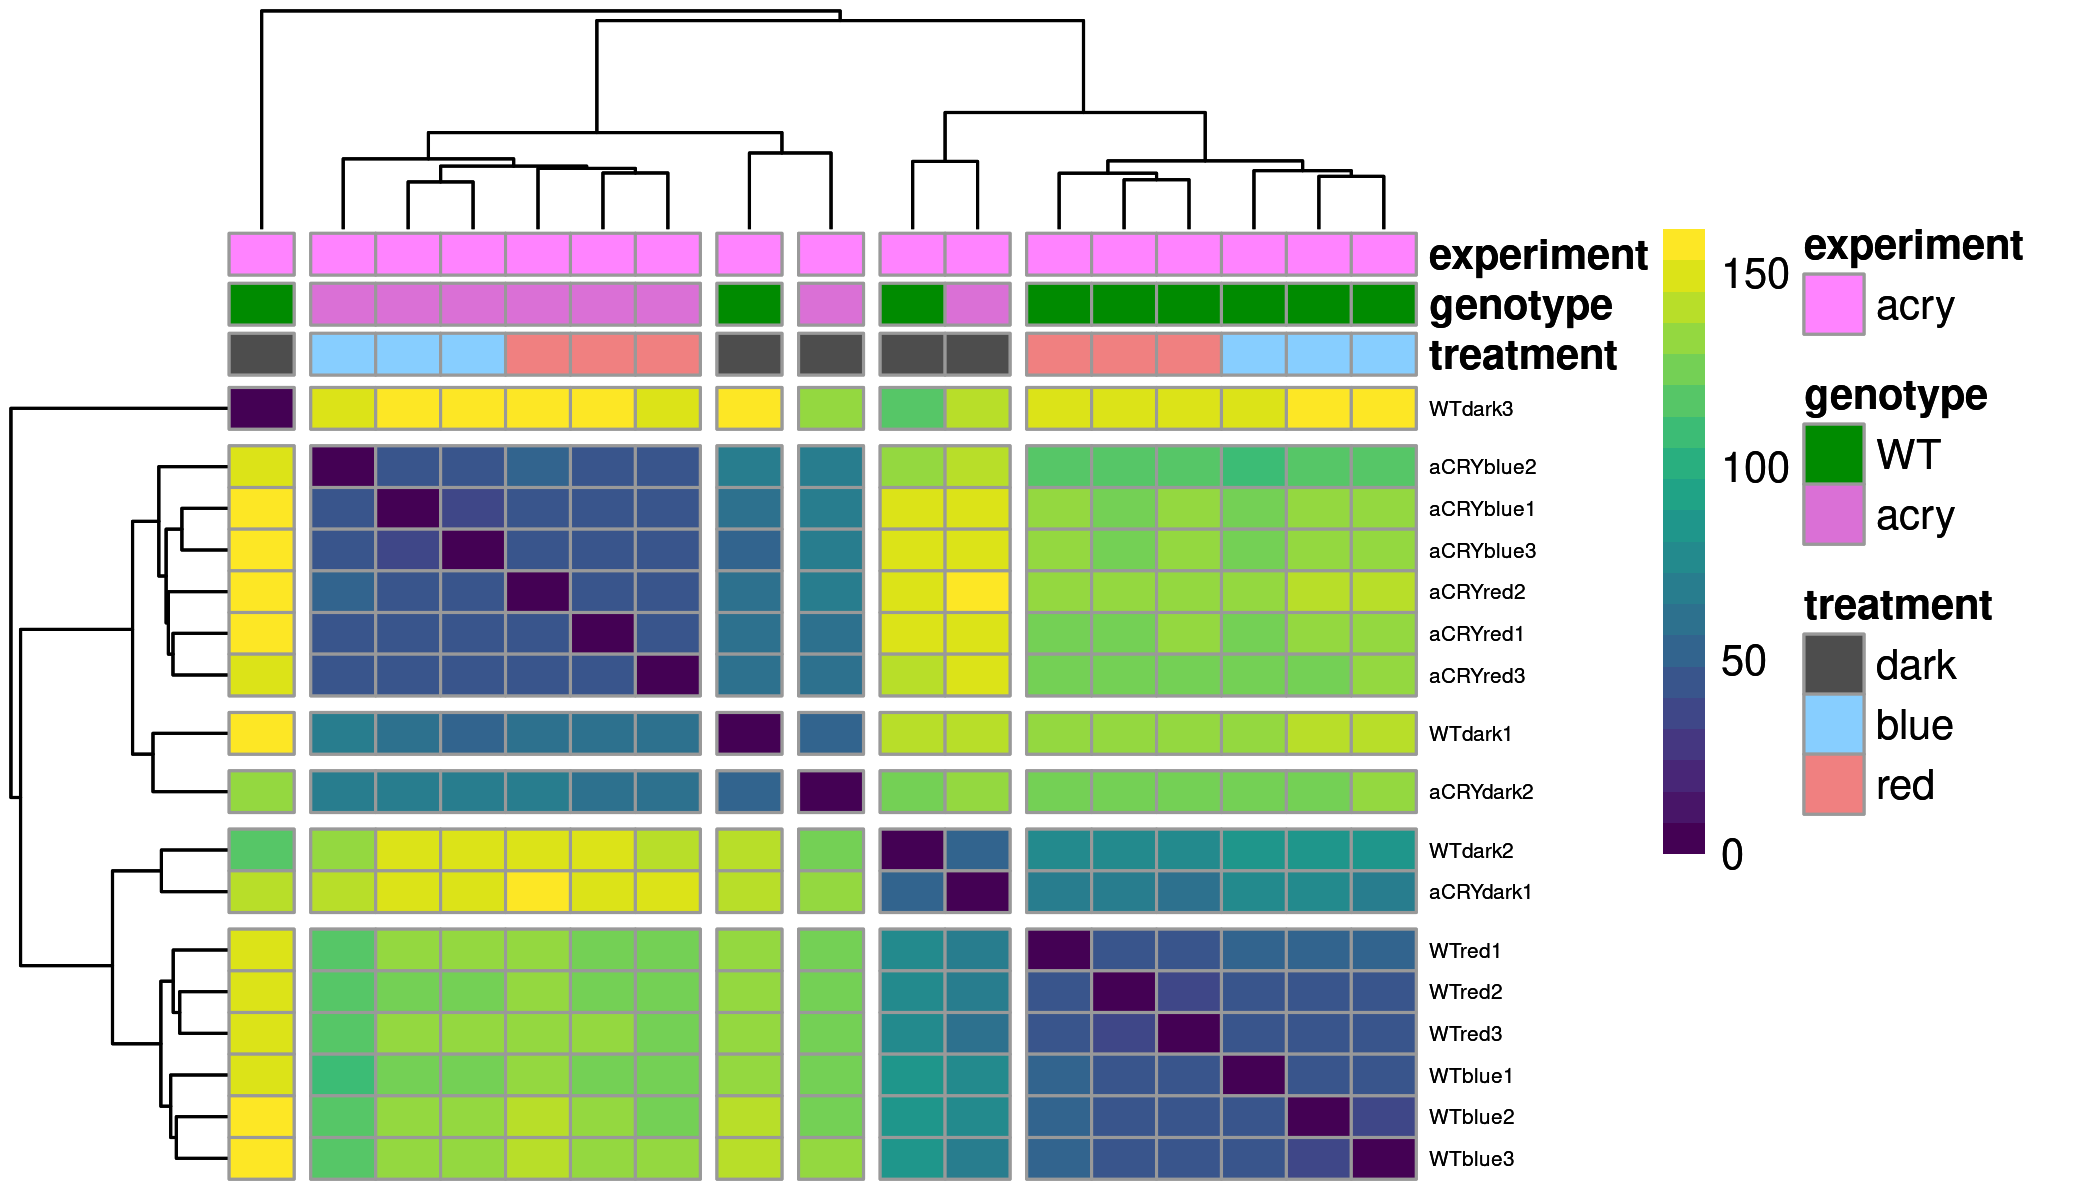 experiment
genotype
treatment
WTdark3
aCRYblue2
aCRYblue1
aCRYblue3
aCRYred2
aCRYred1
aCRYred3
WTdark1
aCRYdark2
WTdark2
aCRYdark1
WTred1
WTred2
WTred3
WTblue1
WTblue2
WTblue3
150
100
50
0
experiment
acry
genotype
WT
acry
treatment
dark
blue
red